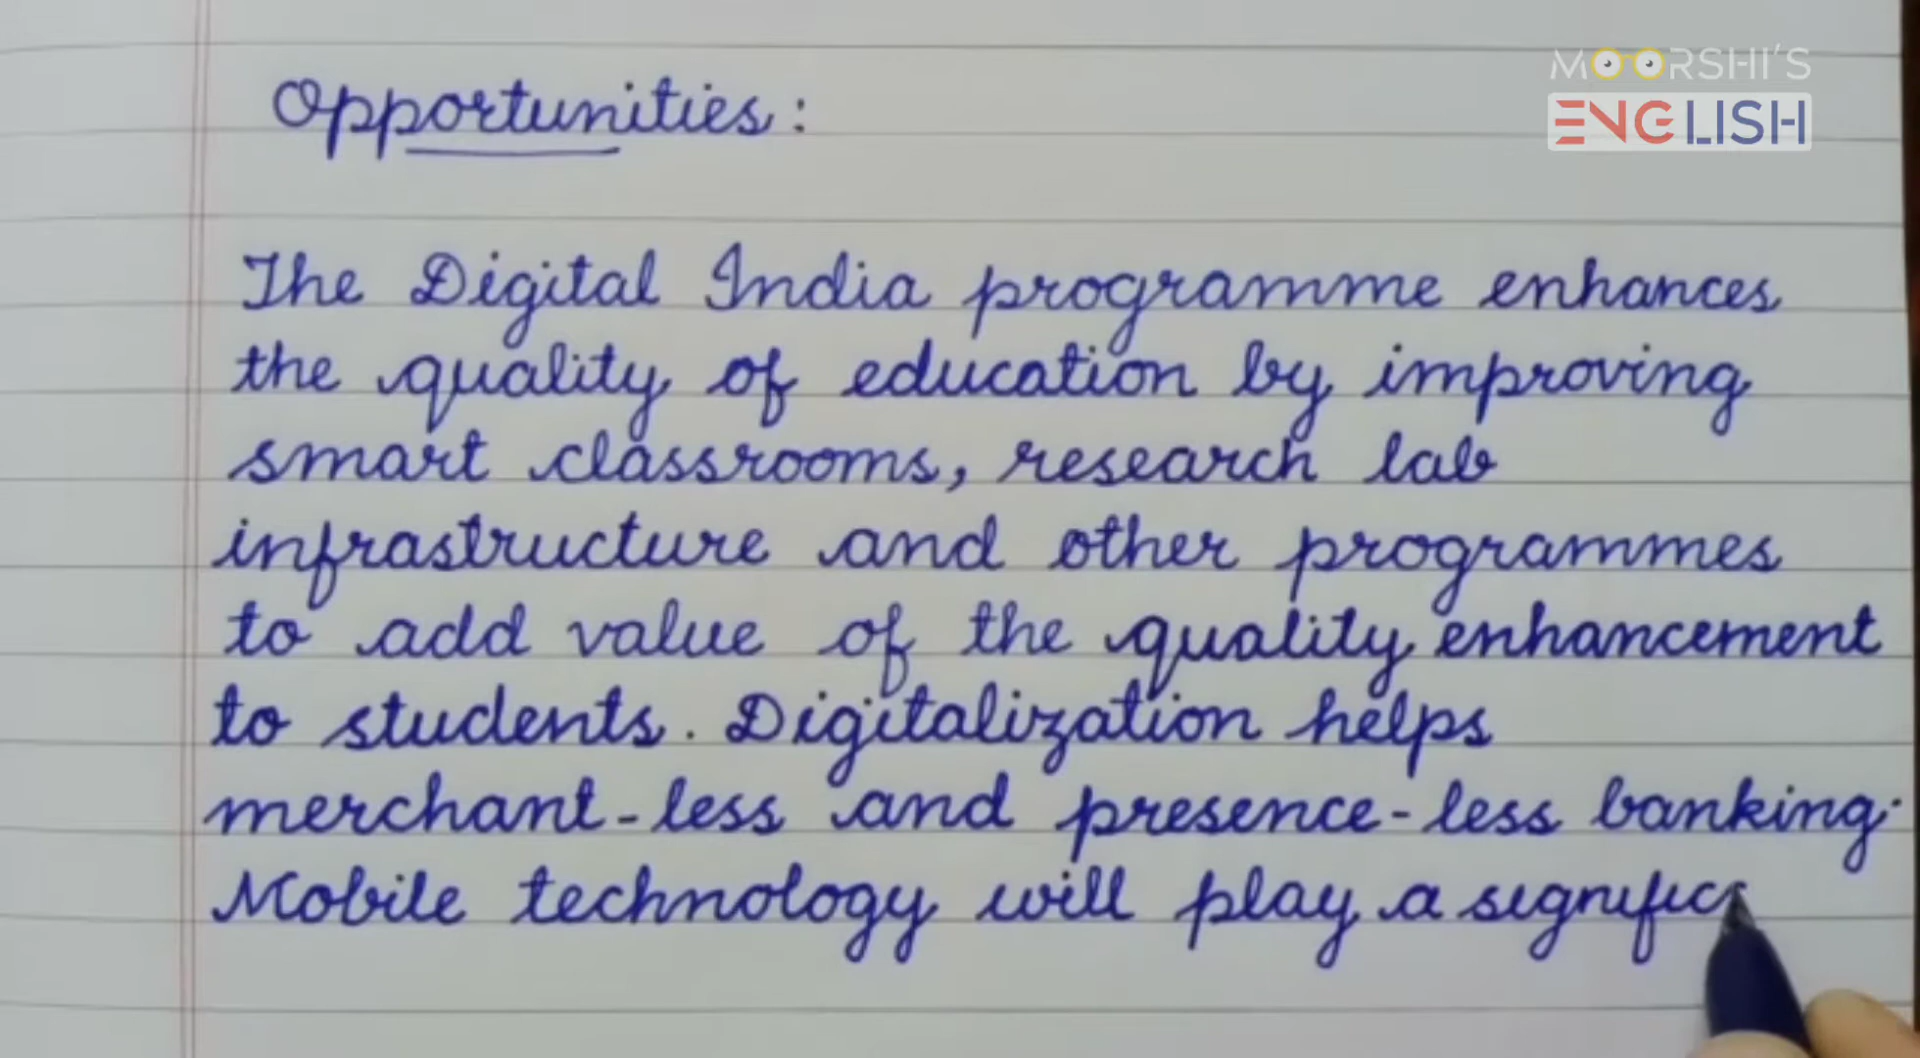 MOORSHI'S
ENGLISH
Opportunities:
The Digital India programme enhances
the quality of education by improving
smart classrooms, research lab
infrastructure and other programmes
to add value of the quality enhancement
to students. Digitalization helps
merchant-less and presence-less banking.
Mobile technology will play a significa